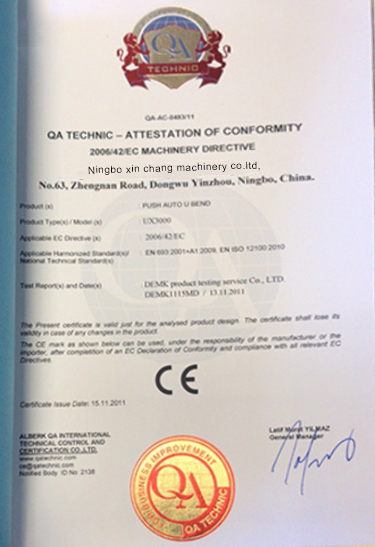 QA
TECHNIC
QA-AC-0483/11
QA TECHNIC – ATTESTATION OF CONFORMITY
2006/42/EC MACHINERY DIRECTIVE
Ningbo xin chang machinery co.ltd,
No.63, Zhengnan Road, Dongwu Yinzhou, Ningbo, China.
Product (s) : PUSH AUTO U BEND
Product Type(s) / Model (s) : UX3000
Applicable EC Directive (s) : 2006/42/EC
Applicable Harmonized Standard(s)/ : EN 693:2001+A1:2009, EN ISO 12100:2010
National Technical Standard(s)
Test Report(s) and Date(s) : DEMK product testing service Co., LTD.
DEMK1115MD / 13.11.2011
The Present certificate is valid just for the analysed product design. The certificate shall lose its
validity in case of any changes in the product.
The CE mark as shown below can be used, under the responsibility of the manufacturer or the
importer, after completion of an EC Declaration of Conformity and compliance with all relevant EC
Directives.
CE
Certificate Issue Date: 15.11.2011
ALBERK QA INTERNATIONAL
TECHNICAL CONTROL AND
CERTIFICATION CO.,LTD.
www.qatechnic.com
ce@qatechnic.com
Notified Body ID No: 2138
Latif Murat YILMAZ
General Manager
BUSINESS IMPROVEMENT
QA
QA TECHNIC